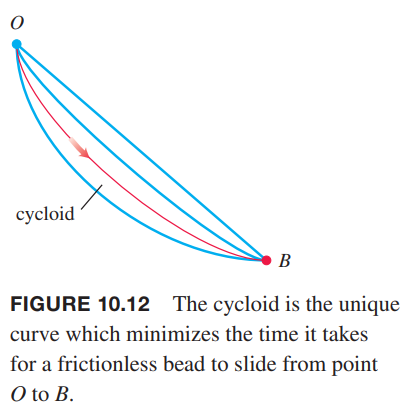 O
cycloid
B
FIGURE 10.12 The cycloid is the unique
curve which minimizes the time it takes
for a frictionless bead to slide from point
O to B.